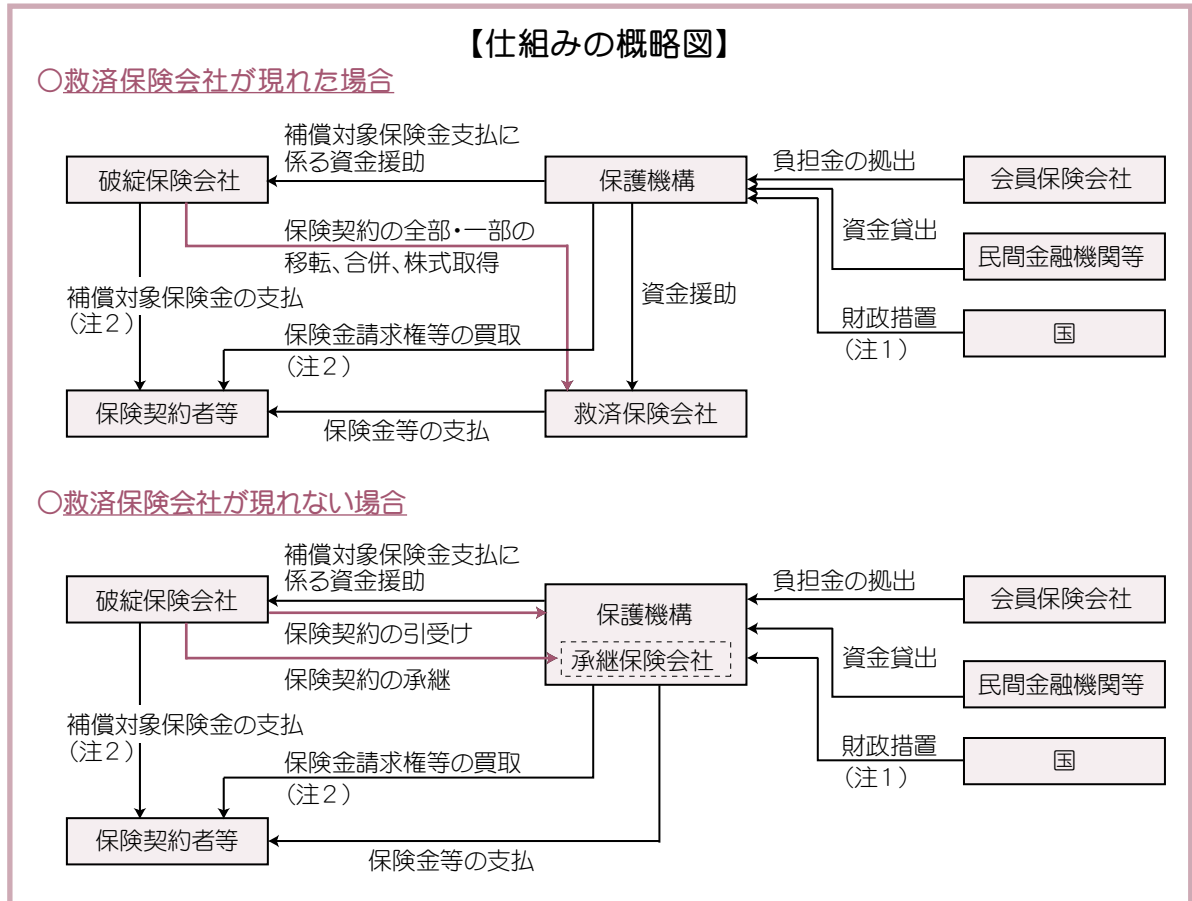 【仕組みの概略図】
○救済保険会社が現れた場合
補償対象保険金支払に
係る資金援助
破綻保険会社
保護機構
負担金の拠出
会員保険会社
保険契約の全部・一部の
移転、合併、株式取得
資金貸出
民間金融機関等
補償対象保険金の支払
(注2)
資金援助
財政措置
(注1)
国
保険金請求権等の買取
(注2)
保険契約者等
救済保険会社
保険金等の支払
○救済保険会社が現れない場合
補償対象保険金支払に
係る資金援助
破綻保険会社
保護機構
承継保険会社
負担金の拠出
会員保険会社
保険契約の引受け
保険契約の承継
資金貸出
民間金融機関等
補償対象保険金の支払
(注2)
財政措置
(注1)
国
保険金請求権等の買取
(注2)
保険契約者等
保険金等の支払